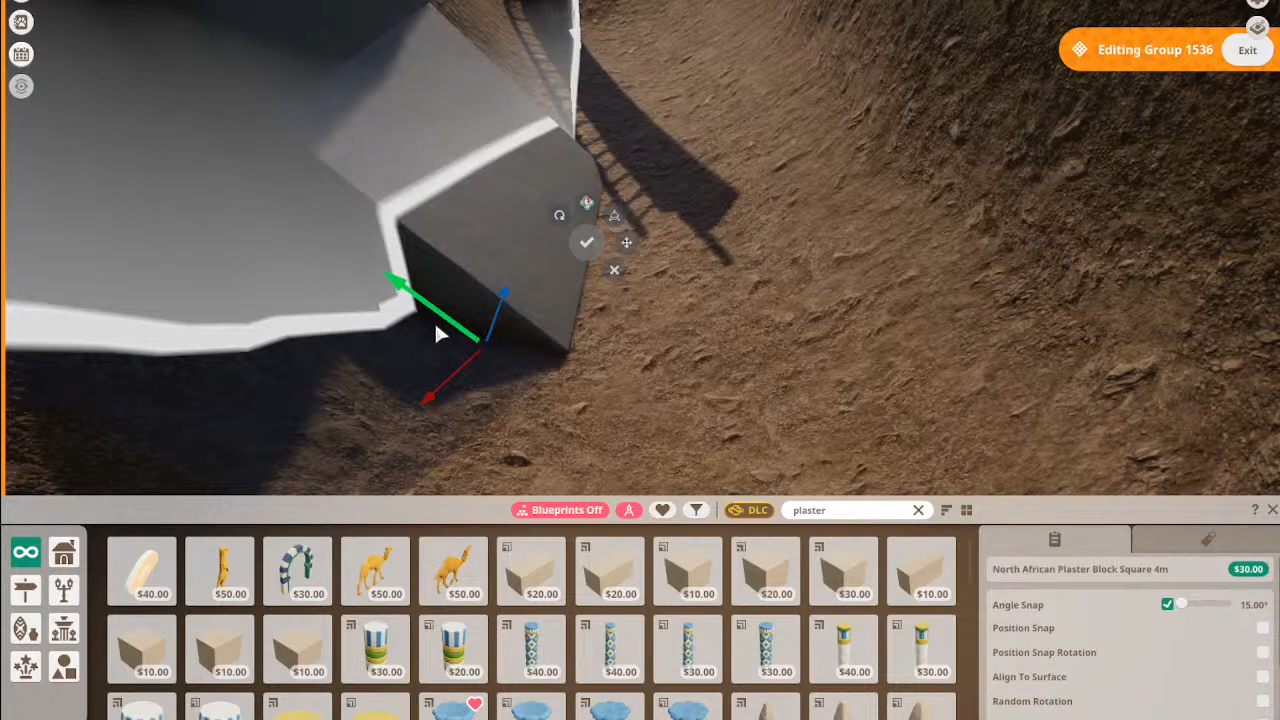 Editing Group 1536
Exit
Blueprints Off
DLC
plaster
?
$40.00
$50.00
$30.00
$50.00
$50.00
$20.00
$20.00
$10.00
$20.00
$30.00
$10.00
$10.00
$10.00
$10.00
$30.00
$20.00
$40.00
$40.00
$30.00
$30.00
$40.00
$30.00
North African Plaster Block Square 4m
$30.00
Angle Snap
15.00°
Position Snap
Position Snap Rotation
Align To Surface
Random Rotation